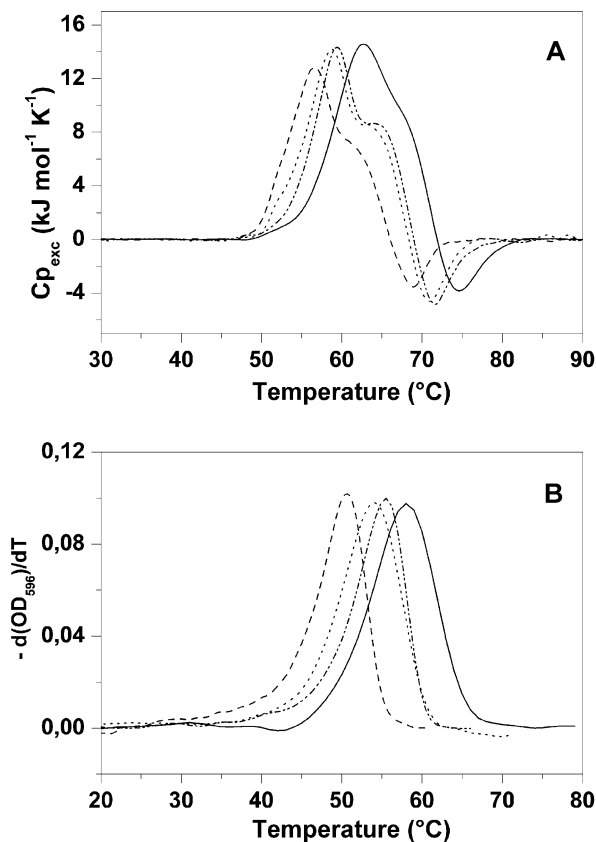 A
16
12
8
4
0
-4
Cp_exc (kJ mol⁻¹ K⁻¹)
30 40 50 60 70 80 90
Temperature (°C)
B
0,12
0,08
0,04
0,00
- d(OD₅₉₆)/dT
20 30 40 50 60 70 80
Temperature (°C)